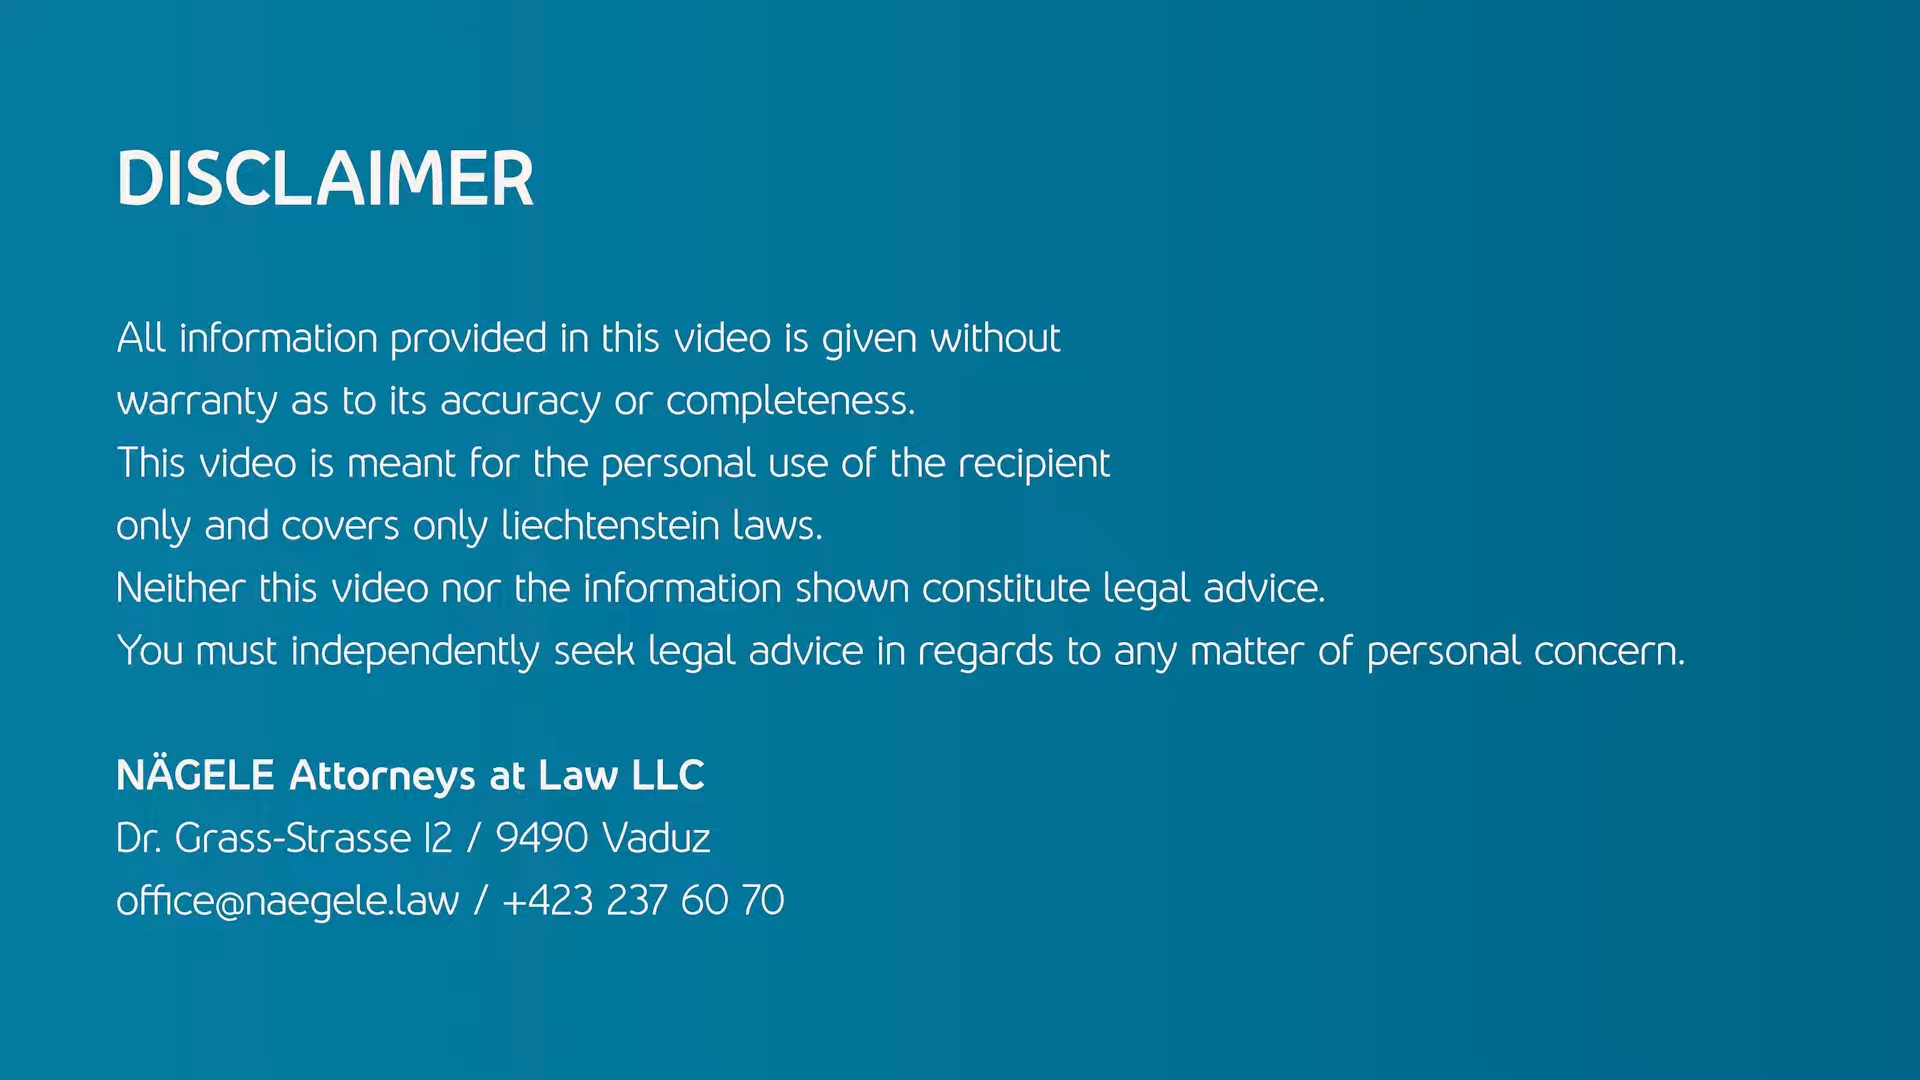 DISCLAIMER
All information provided in this video is given without
warranty as to its accuracy or completeness.
This video is meant for the personal use of the recipient
only and covers only liechtenstein laws.
Neither this video nor the information shown constitute legal advice.
You must independently seek legal advice in regards to any matter of personal concern.
NÄGELE Attorneys at Law LLC
Dr. Grass-Strasse 12 / 9490 Vaduz
office@naegele.law / +423 237 60 70